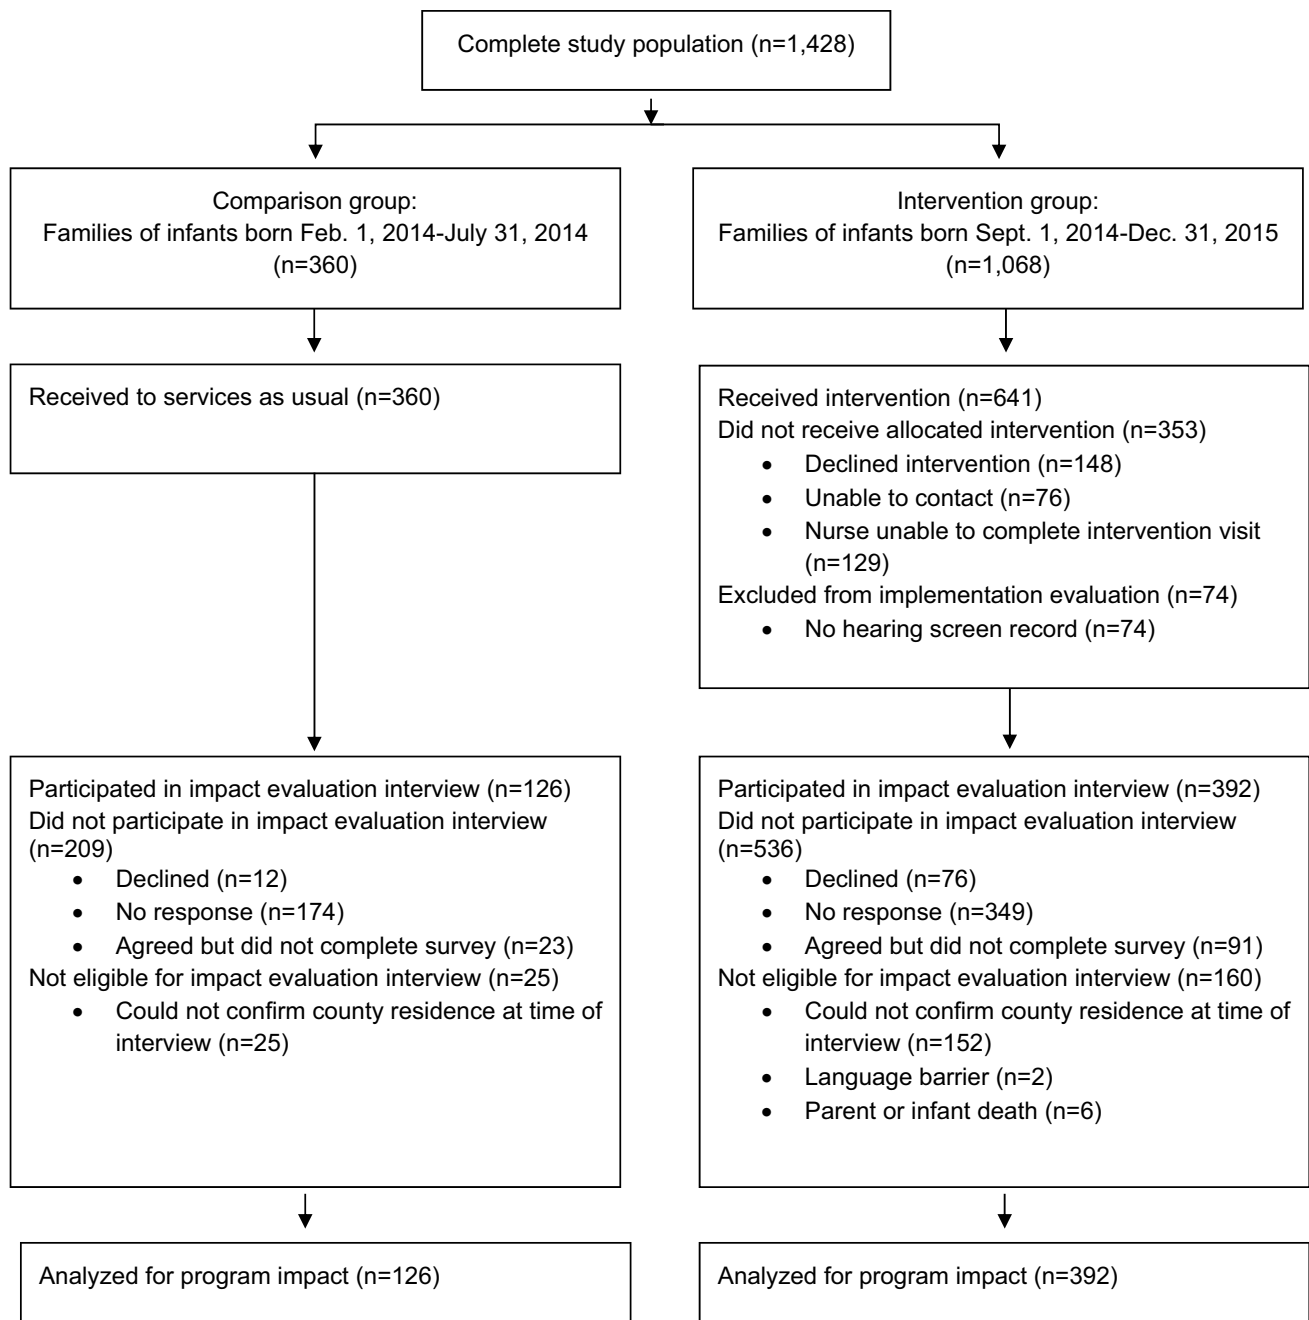 Complete study population (n=1,428)
Comparison group:
Families of infants born Feb. 1, 2014-July 31, 2014
(n=360)
Intervention group:
Families of infants born Sept. 1, 2014-Dec. 31, 2015
(n=1,068)
Received to services as usual (n=360)
Received intervention (n=641)
Did not receive allocated intervention (n=353)
• Declined intervention (n=148)
• Unable to contact (n=76)
• Nurse unable to complete intervention visit
(n=129)
Excluded from implementation evaluation (n=74)
• No hearing screen record (n=74)
Participated in impact evaluation interview (n=126)
Did not participate in impact evaluation interview
(n=209)
• Declined (n=12)
• No response (n=174)
• Agreed but did not complete survey (n=23)
Not eligible for impact evaluation interview (n=25)
• Could not confirm county residence at time of
interview (n=25)
Participated in impact evaluation interview (n=392)
Did not participate in impact evaluation interview
(n=536)
• Declined (n=76)
• No response (n=349)
• Agreed but did not complete survey (n=91)
Not eligible for impact evaluation interview (n=160)
• Could not confirm county residence at time of
interview (n=152)
• Language barrier (n=2)
• Parent or infant death (n=6)
Analyzed for program impact (n=126)
Analyzed for program impact (n=392)